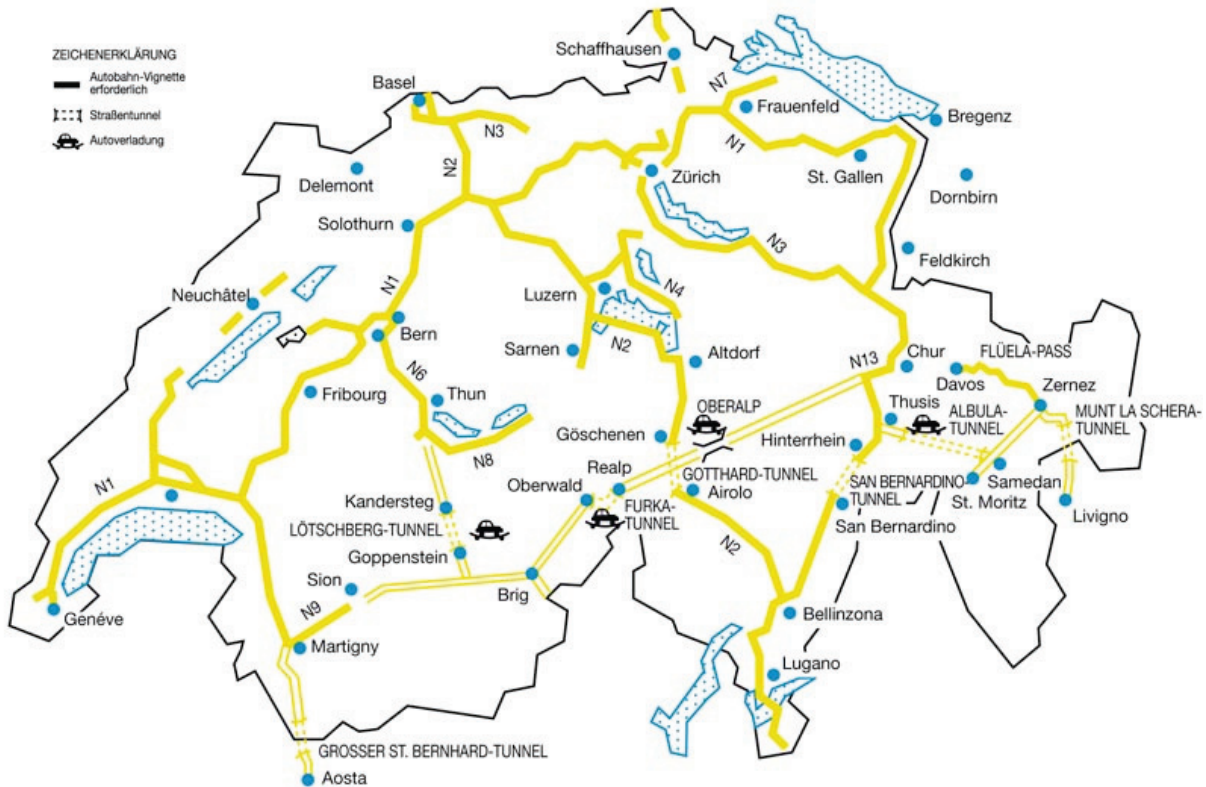 ZEICHENERKLÄRUNG
Autobahn-Vignette
erforderlich
Straßentunnel
Autoverladung
Schaffhausen
Basel
N7
Frauenfeld
N3
N1
Bregenz
N2
Delemont
Zürich
St. Gallen
Dornbirn
Solothurn
N3
Feldkirch
N1
Neuchâtel
Luzern
N4
Bern
Sarnen
N2
Altdorf
N13
Chur
FLÜELA-PASS
Davos
Zernez
N6
Fribourg
Thun
OBERALP
Thusis
ALBULA-
TUNNEL
MUNT LA SCHERA-
TUNNEL
Göschenen
Hinterrhein
N8
Realp
GOTTHARD-TUNNEL
SAN BERNARDINO-
TUNNEL
Samedan
N1
Oberwald
Airolo
St. Moritz
Kandersteg
FURKA-
TUNNEL
San Bernardino
Livigno
LÖTSCHBERG-TUNNEL
N2
Goppenstein
Sion
Brig
Genéve
N9
Bellinzona
Martigny
Lugano
GROSSER ST. BERNHARD-TUNNEL
Aosta